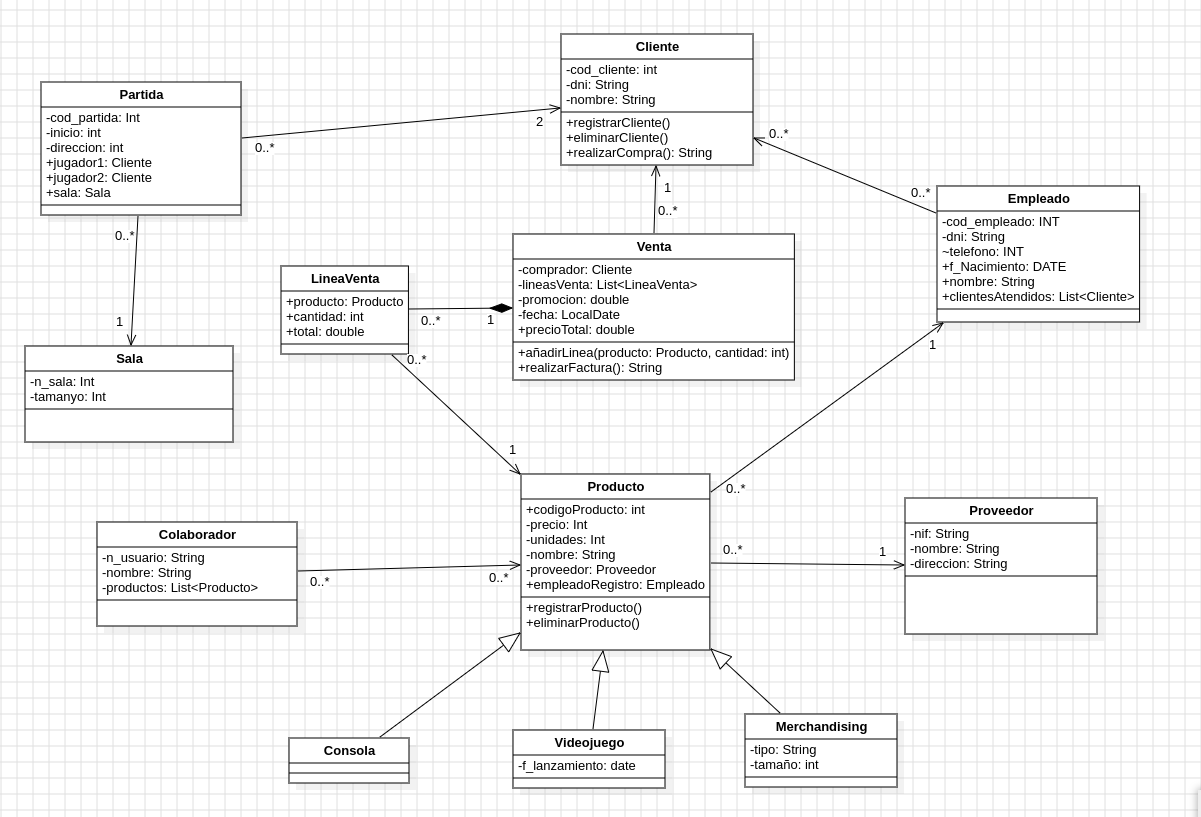 Cliente
-cod_cliente: int
-dni: String
-nombre: String
+registrarCliente()
+eliminarCliente()
+realizarCompra(): String
Partida
-cod_partida: Int
-inicio: int
-direccion: int
+jugador1: Cliente
+jugador2: Cliente
+sala: Sala
2
0..*
0..*
0..*
1
0..*
Empleado
-cod_empleado: INT
-dni: String
~telefono: INT
+f_Nacimiento: DATE
+nombre: String
+clientesAtendidos: List<Cliente>
Venta
-comprador: Cliente
-lineasVenta: List<LineaVenta>
-promocion: double
-fecha: LocalDate
+precioTotal: double
+añadirLinea(producto: Producto, cantidad: int)
+realizarFactura(): String
LineaVenta
+producto: Producto
+cantidad: int
+total: double
0..*
1
0..*
1
Sala
-n_sala: Int
-tamanyo: Int
1
0..*
1
Producto
+codigoProducto: int
-precio: Int
-unidades: Int
-nombre: String
-proveedor: Proveedor
+empleadoRegistro: Empleado
+registrarProducto()
+eliminarProducto()
0..*
Proveedor
-nif: String
-nombre: String
-direccion: String
0..*
1
Colaborador
-n_usuario: String
-nombre: String
-productos: List<Producto>
0..*
0..*
Consola
Videojuego
-f_lanzamiento: date
Merchandising
-tipo: String
-tamaño: int